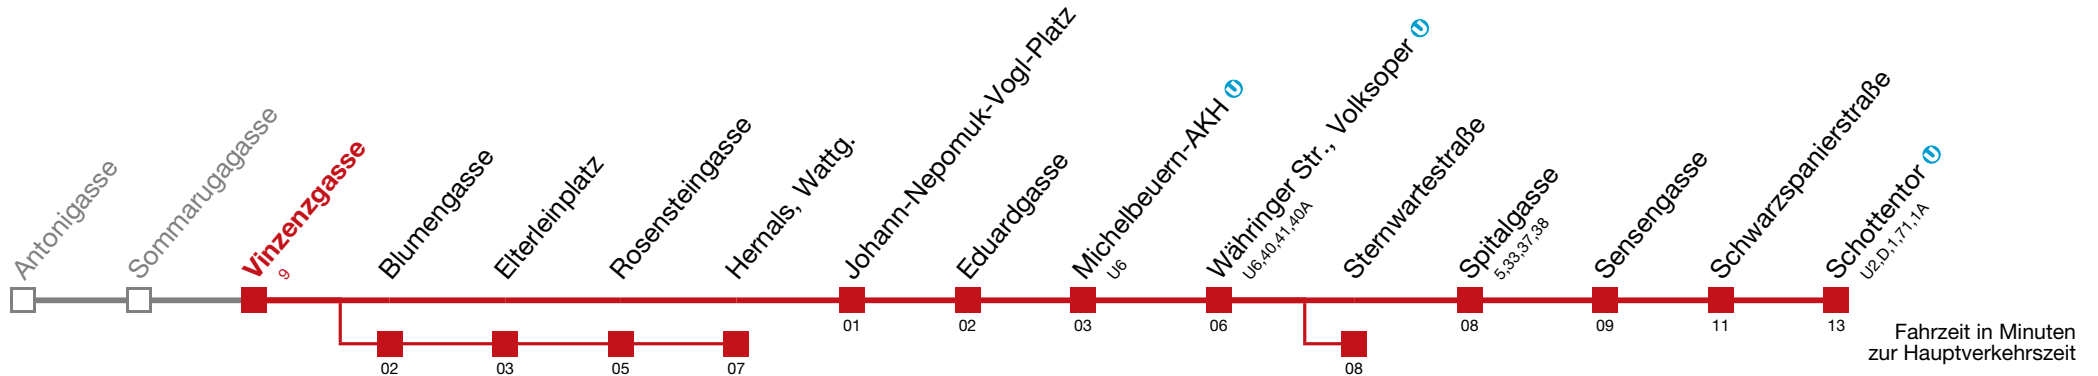 Antonigasse
Sommarugagasse
Vinzenzgasse
9
Blumengasse
Elterleinplatz
Rosensteingasse
Hernals, Wattg.
Johann-Nepomuk-Vogl-Platz
Eduardgasse
Michelbeuern-AKH U
U6
Währinger Str., Volksoper U
U6,40,41,40A
Sternwartestraße
Spitalgasse
5,33,37,38
Sensengasse
Schwarzspanierstraße
Schottentor U
U2,D,1,71,1A
01
02
03
06
08
09
11
13
02
03
05
07
08
Fahrzeit in Minuten
zur Hauptverkehrszeit